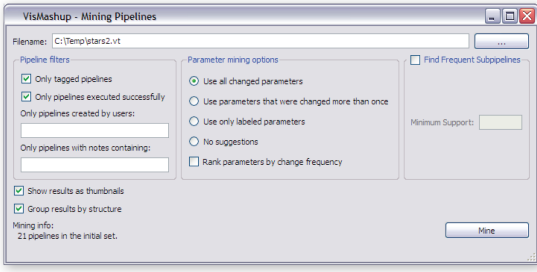 VisMashup - Mining Pipelines
Filename: C:\Temp\stars2.vt ...
Pipeline filters
Only tagged pipelines
Only pipelines executed successfully
Only pipelines created by users:
Only pipelines with notes containing:
Parameter mining options
Use all changed parameters
Use parameters that were changed more than once
Use only labeled parameters
No suggestions
Rank parameters by change frequency
Find Frequent Subpipelines
Minimum Support:
Show results as thumbnails
Group results by structure
Mining info:
21 pipelines in the initial set.
Mine